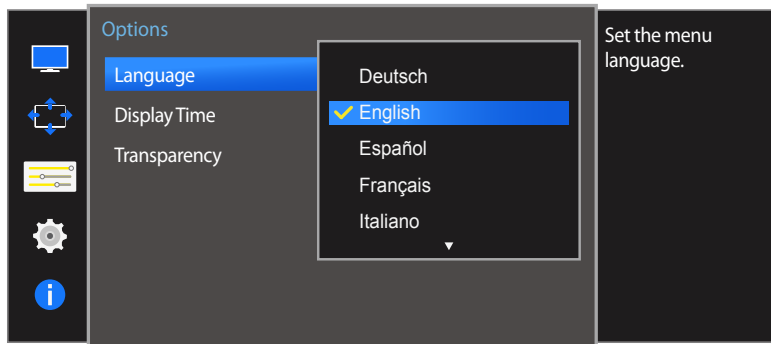 Options
Language
Display Time
Transparency
Deutsch
English
Español
Français
Italiano
Set the menu
language.